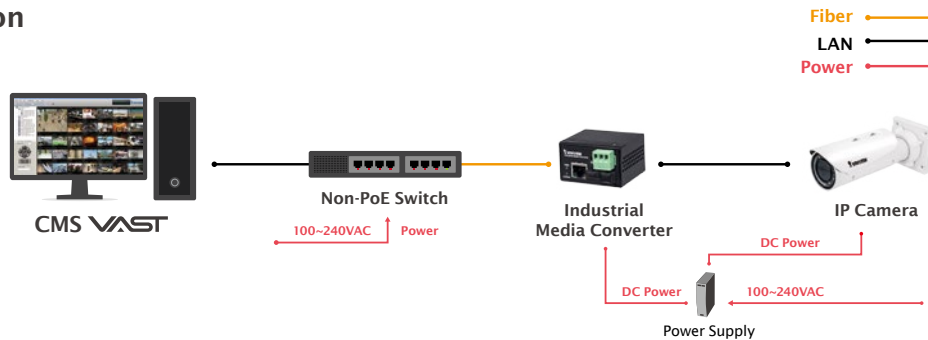 on
Fiber
LAN
Power
CMS VAST
Non-PoE Switch
100~240VAC
Power
Industrial
Media Converter
IP Camera
DC Power
DC Power
100~240VAC
Power Supply